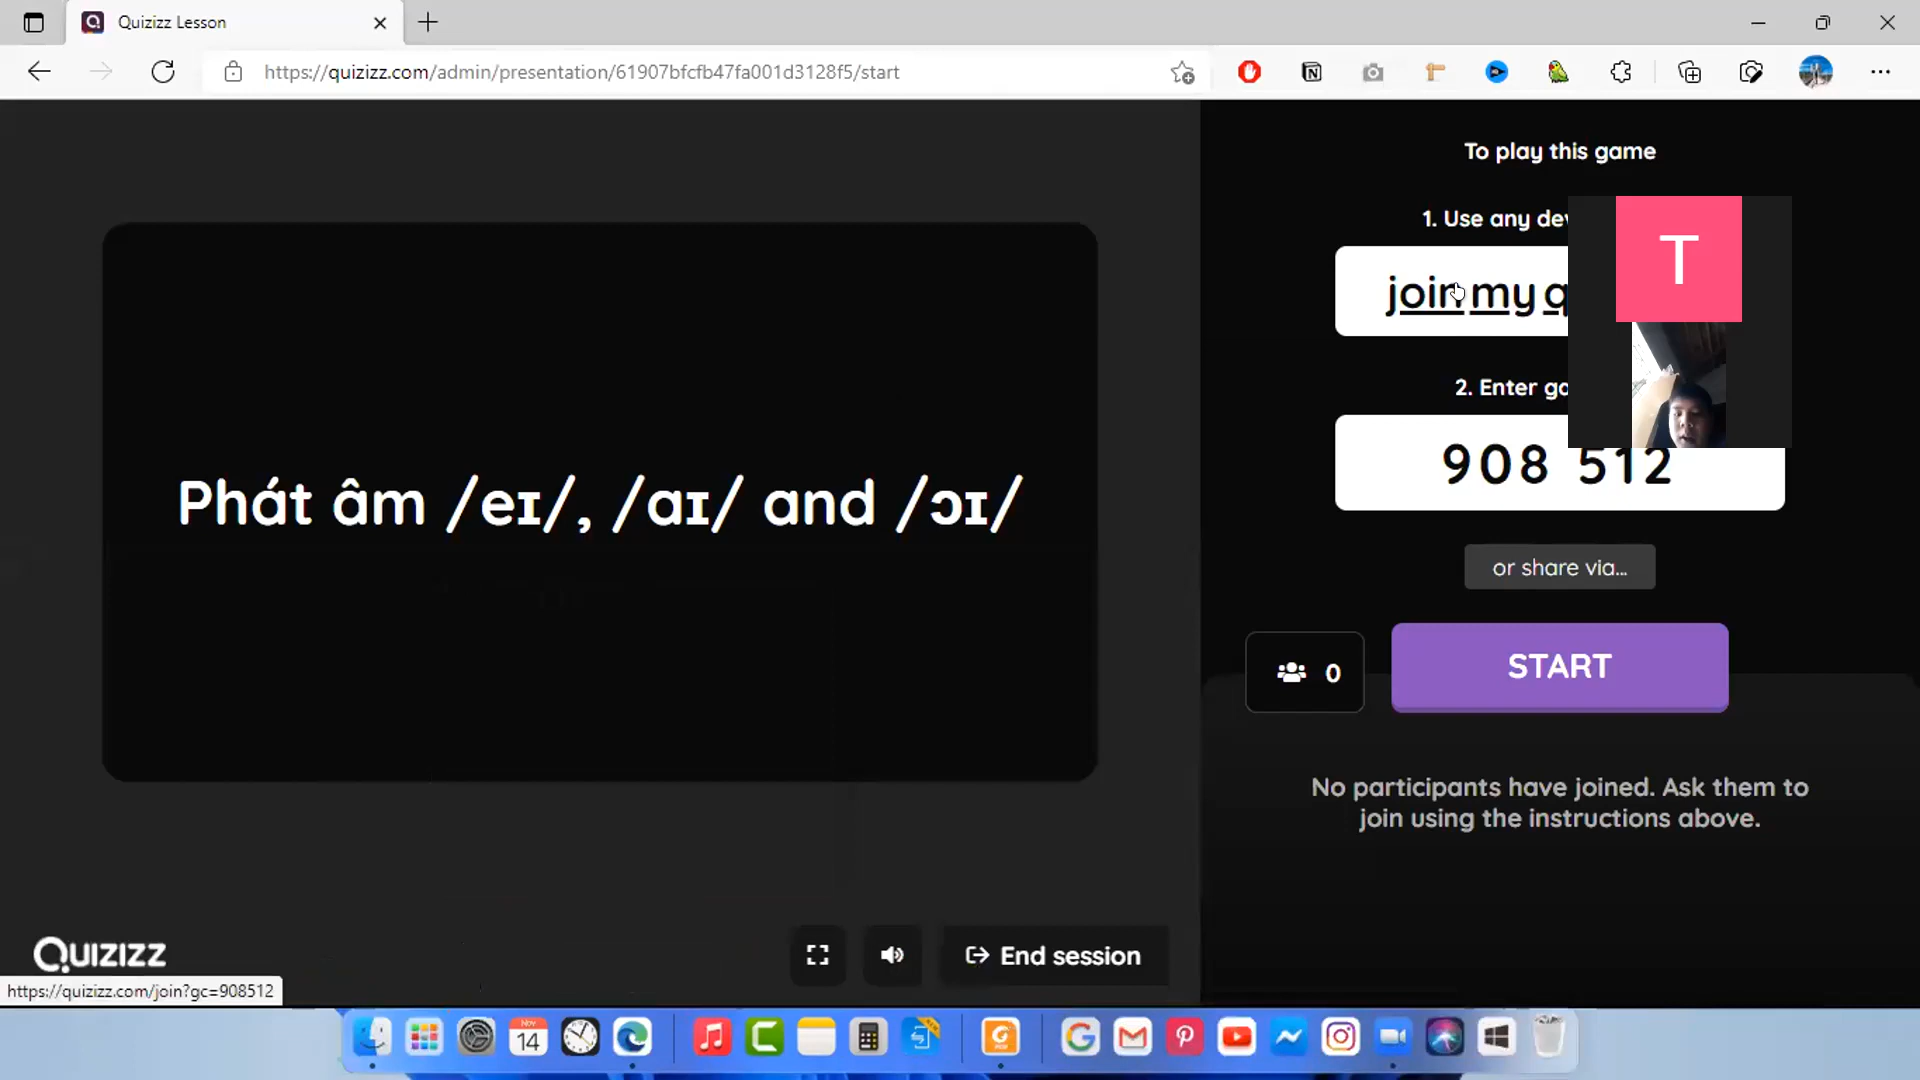 Quizizz Lesson
https://quizizz.com/admin/presentation/61907bfcfb47fa001d3128f5/start
To play this game
1. Use any
T
join my
2. Enter
908 512
Phát âm /eɪ/, /aɪ/ and /ɔɪ/
or share via...
0
START
No participants have joined. Ask them to
join using the instructions above.
Quizizz
End session
https://quizizz.com/join?gc=908512
NOV
14